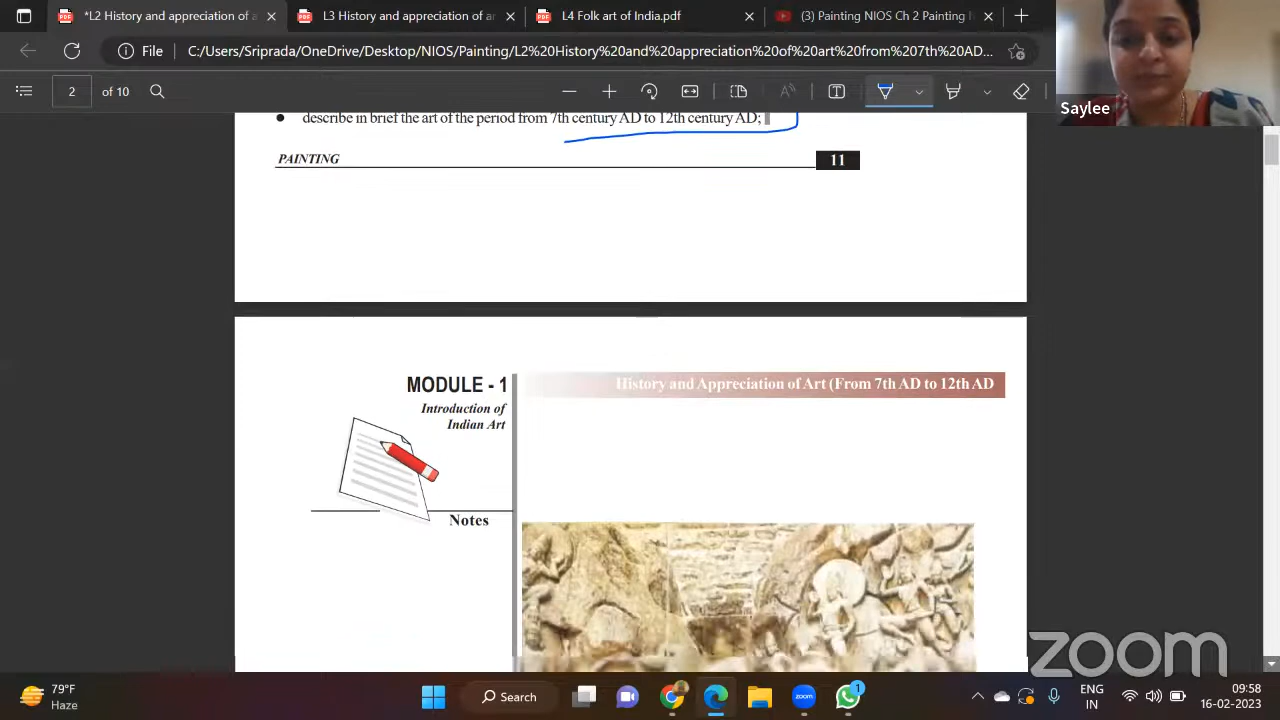 *L2 History and appreciation of a
L3 History and appreciation of ar
L4 Folk art of India.pdf
(3) Painting NIOS Ch 2 Painting
File
C:/Users/Sriprada/OneDrive/Desktop/NIOS/Painting/L2%20History%20and%20appreciation%20of%20art%20from%207th%20AD...
2 of 10
Saylee
• describe in brief the art of the period from 7th century AD to 12th century AD;
PAINTING
11
MODULE - 1
History and Appreciation of Art (From 7th AD to 12th AD
Introduction of
Indian Art
Notes
zoom
79°F
Haze
Search
zoom
1
ENG
IN
09:58
16-02-2023